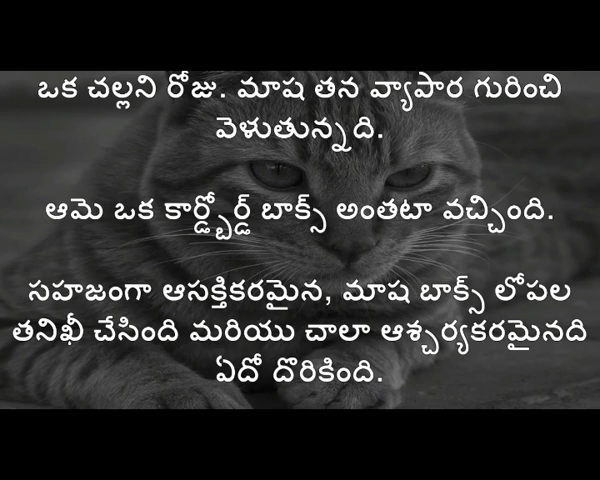 ఒక చల్లని రోజు. మాష తన వ్యాపార గురించి
వెళుతున్నది.
ఆమె ఒక కార్డ్బోర్డ్ బాక్స్ అంతటా వచ్చింది.
సహజంగా ఆసక్తికరమైన, మాష బాక్స్ లోపల
తనిఖీ చేసింది మరియు చాలా ఆశ్చర్యకరమైనది
ఏదో దొరికింది.